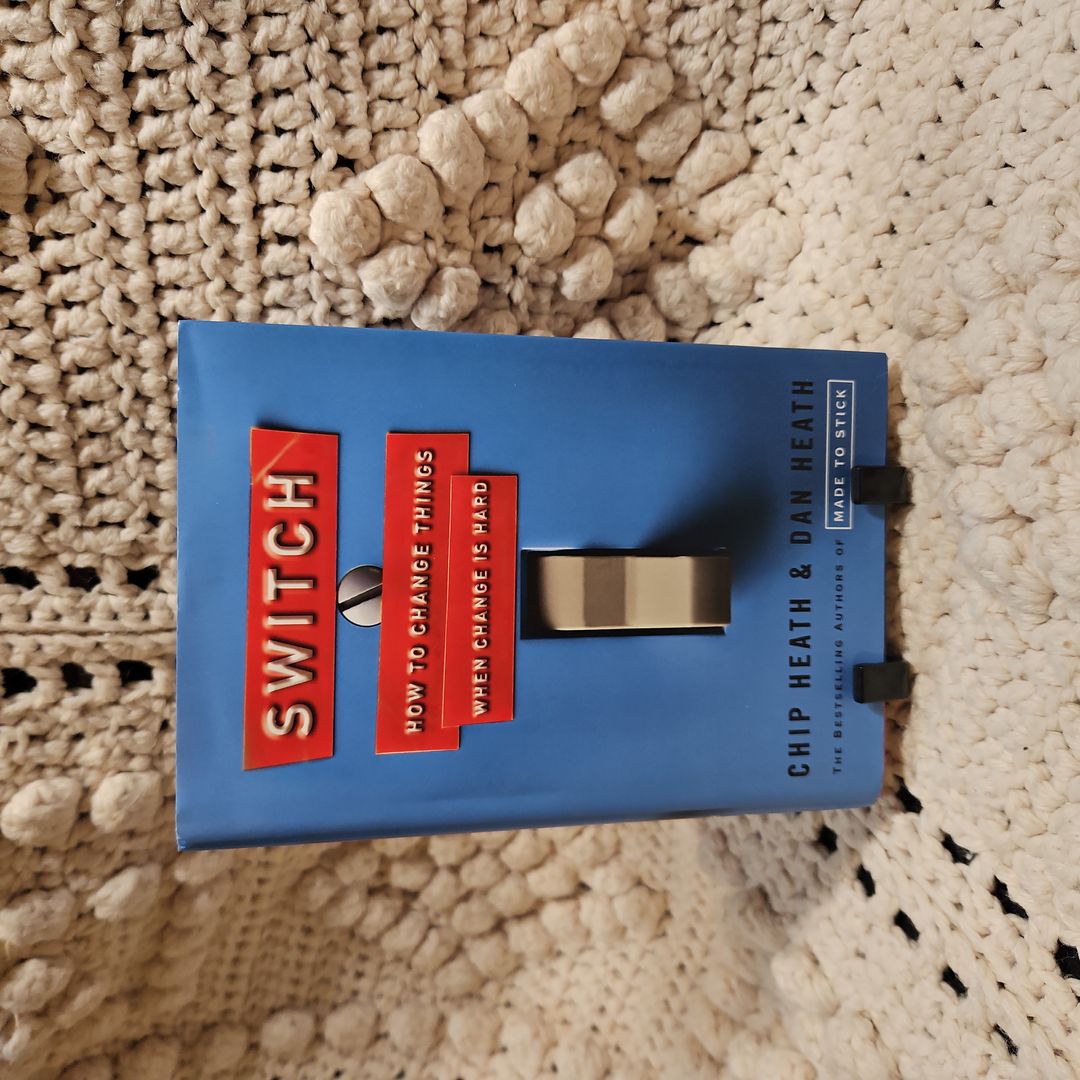 SWITCH
HOW TO CHANGE THINGS
WHEN CHANGE IS HARD
CHIP HEATH & DAN HEATH
THE BESTSELLING AUTHORS OF MADE TO STICK